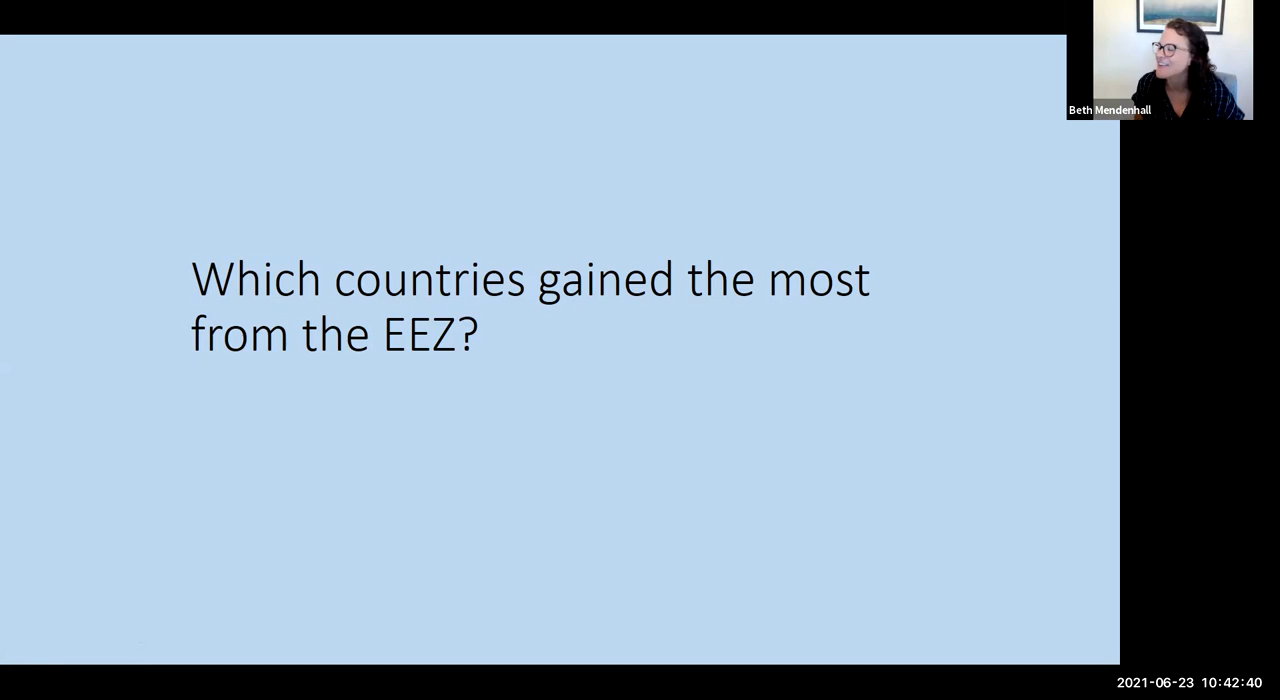 Beth Mendenhall
Which countries gained the most
from the EEZ?
2021-06-23 10:42:40